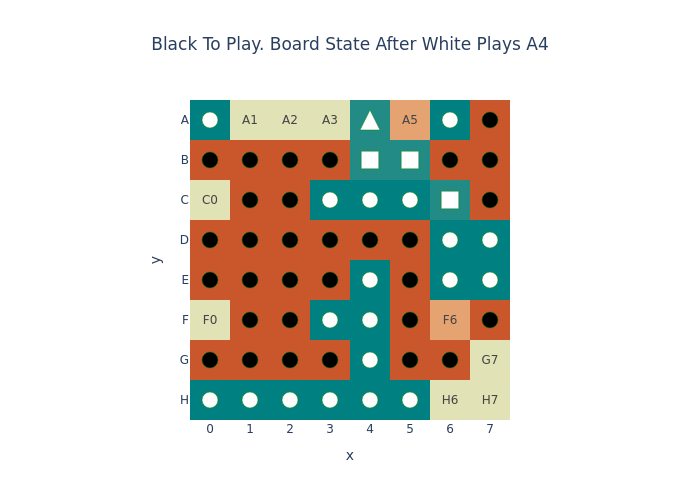 Black To Play. Board State After White Plays A4
A A1 A2 A3 A5
B
C C0
D
E
F F0 F6
G G7
H H6 H7
0 1 2 3 4 5 6 7
x
y